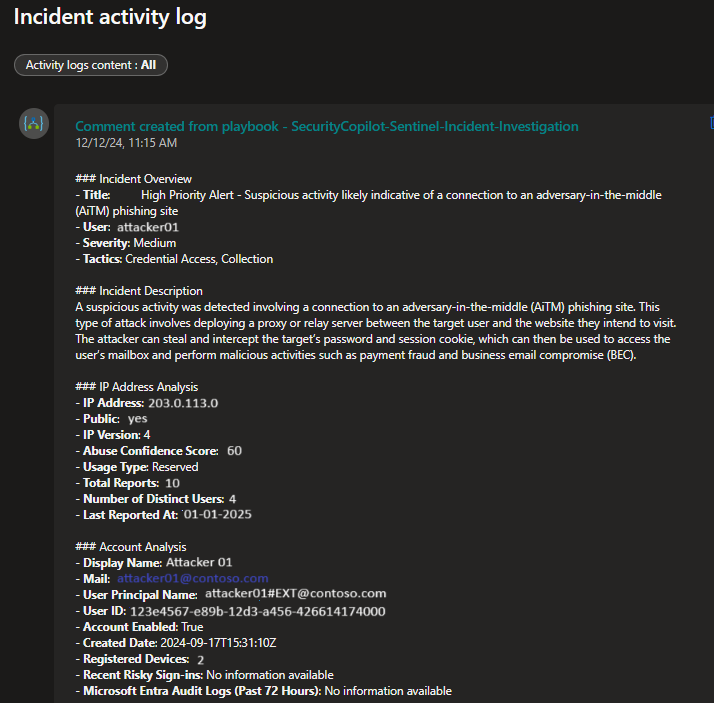 Incident activity log
Activity logs content : All
Comment created from playbook - SecurityCopilot-Sentinel-Incident-Investigation
12/12/24, 11:15 AM
### Incident Overview
- Title: High Priority Alert - Suspicious activity likely indicative of a connection to an adversary-in-the-middle
(AiTM) phishing site
- User: attacker01
- Severity: Medium
- Tactics: Credential Access, Collection
### Incident Description
A suspicious activity was detected involving a connection to an adversary-in-the-middle (AiTM) phishing site. This
type of attack involves deploying a proxy or relay server between the target user and the website they intend to visit.
The attacker can steal and intercept the target's password and session cookie, which can then be used to access the
user's mailbox and perform malicious activities such as payment fraud and business email compromise (BEC).
### IP Address Analysis
- IP Address: 203.0.113.0
- Public: yes
- IP Version: 4
- Abuse Confidence Score: 60
- Usage Type: Reserved
- Total Reports: 10
- Number of Distinct Users: 4
- Last Reported At: 01-01-2025
### Account Analysis
- Display Name: Attacker 01
- Mail: attacker01@contoso.com
- User Principal Name: attacker01#EXT@contoso.com
- User ID: 123e4567-e89b-12d3-a456-426614174000
- Account Enabled: True
- Created Date: 2024-09-17T15:31:10Z
- Registered Devices: 2
- Recent Risky Sign-ins: No information available
- Microsoft Entra Audit Logs (Past 72 Hours): No information available